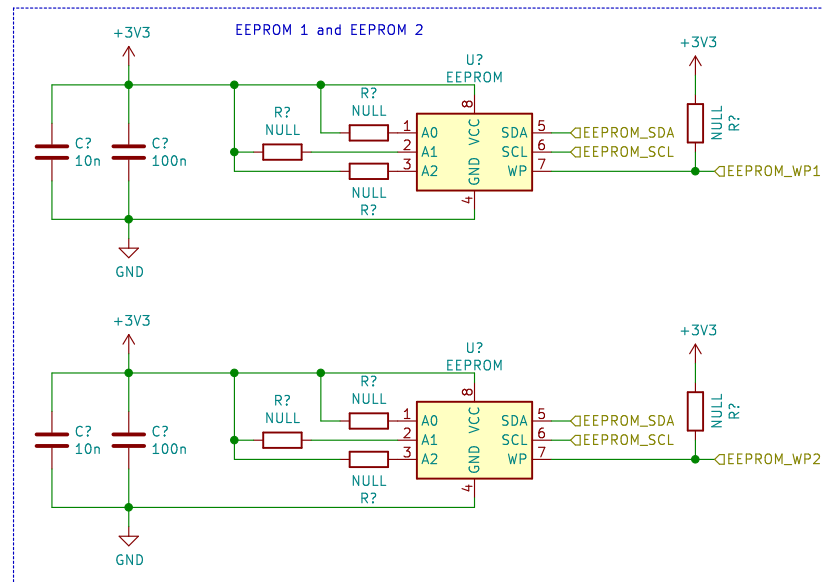 EEPROM 1 and EEPROM 2
+3V3
+3V3
U?
EEPROM
R?
NULL
R?
NULL
NULL
R?
C?
10n
C?
100n
8
VCC
1 A0
2 A1
3 A2
SDA 5
SCL 6
WP 7
GND
4
EEPROM_SDA
EEPROM_SCL
EEPROM_WP1
NULL
R?
GND
+3V3
+3V3
U?
EEPROM
R?
NULL
R?
NULL
NULL
R?
C?
10n
C?
100n
8
VCC
1 A0
2 A1
3 A2
SDA 5
SCL 6
WP 7
GND
4
EEPROM_SDA
EEPROM_SCL
EEPROM_WP2
NULL
R?
GND